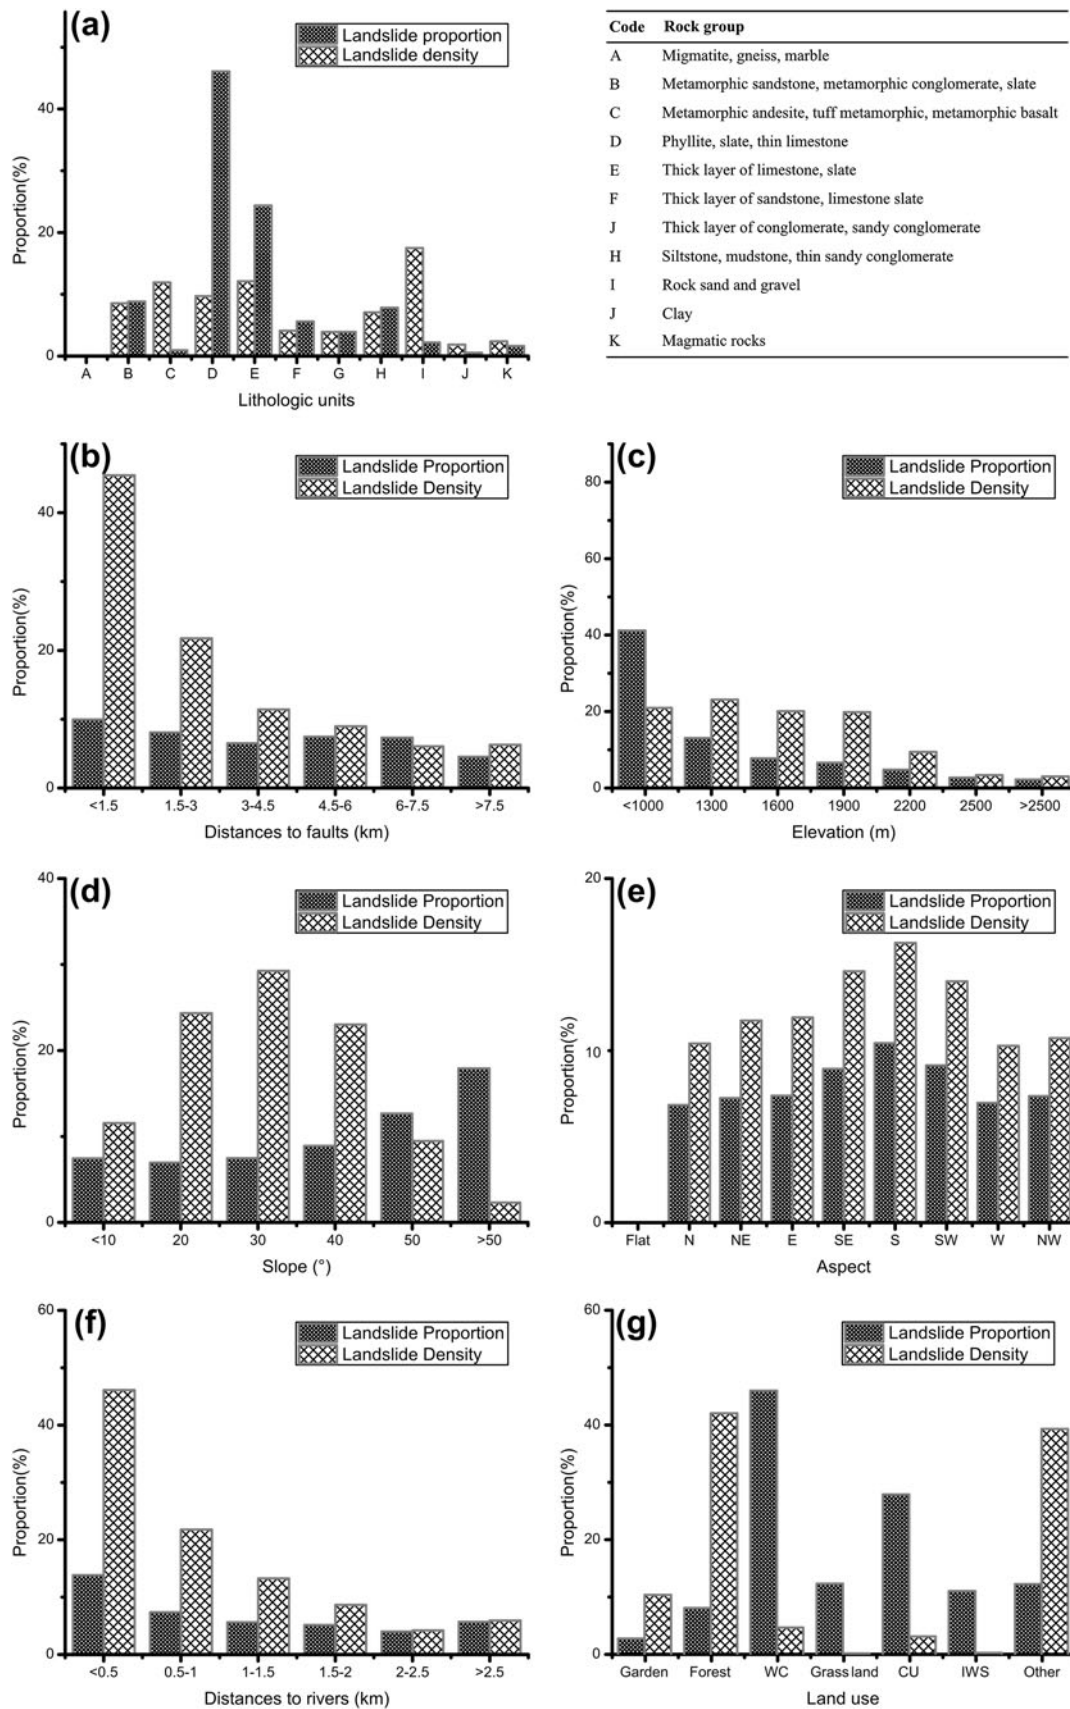 (a)
Landslide proportion
Landslide density
Proportion(%)
40
20
0
A B C D E F G H I J K
Lithologic units
Code Rock group
A Migmatite, gneiss, marble
B Metamorphic sandstone, metamorphic conglomerate, slate
C Metamorphic andesite, tuff metamorphic, metamorphic basalt
D Phyllite, slate, thin limestone
E Thick layer of limestone, slate
F Thick layer of sandstone, limestone slate
J Thick layer of conglomerate, sandy conglomerate
H Siltstone, mudstone, thin sandy conglomerate
I Rock sand and gravel
J Clay
K Magmatic rocks
(b)
Landslide Proportion
Landslide Density
Proportion(%)
40
20
0
<1.5 1.5-3 3-4.5 4.5-6 6-7.5 >7.5
Distances to faults (km)
(c)
Landslide Proportion
Landslide Density
Proportion(%)
80
60
40
20
0
<1000 1300 1600 1900 2200 2500 >2500
Elevation (m)
(d)
Landslide Proportion
Landslide Density
Proportion(%)
40
20
0
<10 20 30 40 50 >50
Slope (°)
(e)
Landslide Proportion
Landslide Density
Proportion(%)
20
10
0
Flat N NE E SE S SW W NW
Aspect
(f)
Landslide Proportion
Landslide Density
Proportion(%)
60
40
20
0
<0.5 0.5-1 1-1.5 1.5-2 2-2.5 >2.5
Distances to rivers (km)
(g)
Landslide Proportion
Landslide Density
Proportion(%)
60
40
20
0
Garden Forest WC Grass land CU IWS Other
Land use